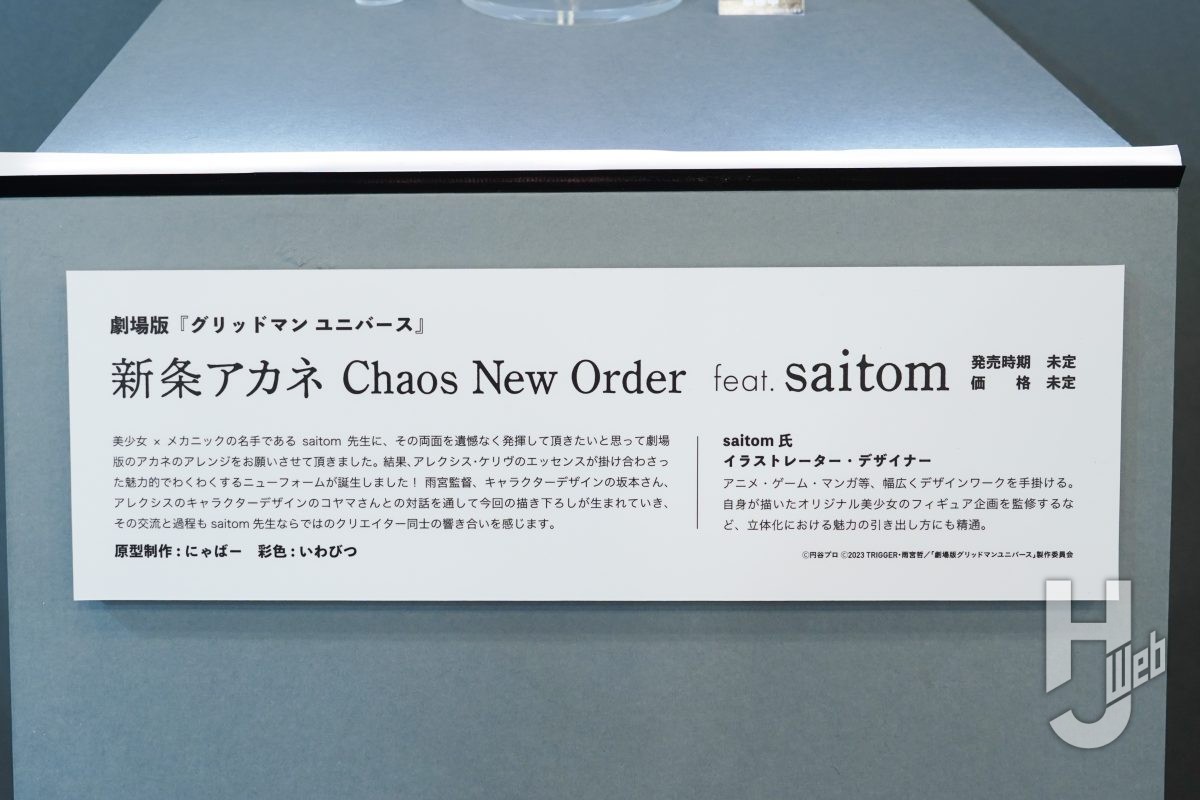 劇場版『グリッドマン ユニバース』
新条アカネ Chaos New Order feat. saitom
発売時期 未定
価 格 未定
美少女 × メカニックの名手である saitom 先生に、その両面を遺憾なく発揮して頂きたいと思って劇場
版のアカネのアレンジをお願いさせて頂きました。結果、アレクシス・ケリヴのエッセンスが掛け合わさっ
た魅力的でわくわくするニューフォームが誕生しました! 雨宮監督、キャラクターデザインの坂本さん、
アレクシスのキャラクターデザインのコヤマさんとの対話を通して今回の描き下ろしが生まれていき、
その交流と過程も saitom 先生ならではのクリエイター同士の響き合いを感じます。
原型制作:にゃばー 彩色:いわびつ
saitom 氏
イラストレーター・デザイナー
アニメ・ゲーム・マンガ等、幅広くデザインワークを手掛ける。
自身が描いたオリジナル美少女のフィギュア企画を監修するな
ど、立体化における魅力の引き出し方にも精通。
©円谷プロ ©2023 TRIGGER・雨宮哲/「劇場版グリッドマンユニバース」製作委員会
HJ Web